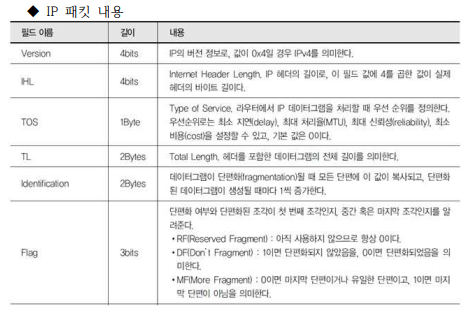 ◆ IP 패킷 내용
필드 이름 길이 내용
Version 4bits IP의 버전 정보로, 값이 0x4일 경우 IPv4를 의미한다.
IHL 4bits Internet Header Length. IP 헤더의 길이로, 이 필드 값에 4를 곱한 값이 실제
헤더의 바이트 길이다.
TOS 1Byte Type of Service, 라우터에서 IP 데이터그램을 처리할 때 우선 순위를 정의한다.
우선순위로는 최소 지연(delay), 최대 처리율(MTU), 최대 신뢰성(reliability), 최소
비용(cost)을 설정할 수 있고, 기본 값은 0이다.
TL 2Bytes Total Length. 헤더를 포함한 데이터그램의 전체 길이를 의미한다.
Identification 2Bytes 데이터그램이 단편화(fragmentation)될 때 모든 단편에 이 값이 복사되고, 단편화
된 데이터그램이 생성될 때마다 1씩 증가한다.
Flag 3bits 단편화 여부와 단편화된 조각이 첫 번째 조각인지, 중간 혹은 마지막 조각인지를 알
려준다.
• RF(Reserved Fragment) : 아직 사용하지 않으므로 항상 0이다.
• DF(Don't Fragment) : 1이면 단편화되지 않았음을, 0이면 단편화되었음을 의
미한다.
• MF(More Fragment) : 0이면 마지막 단편이거나 유일한 단편이고, 1이면 마지
막 단편이 아님을 의미한다.